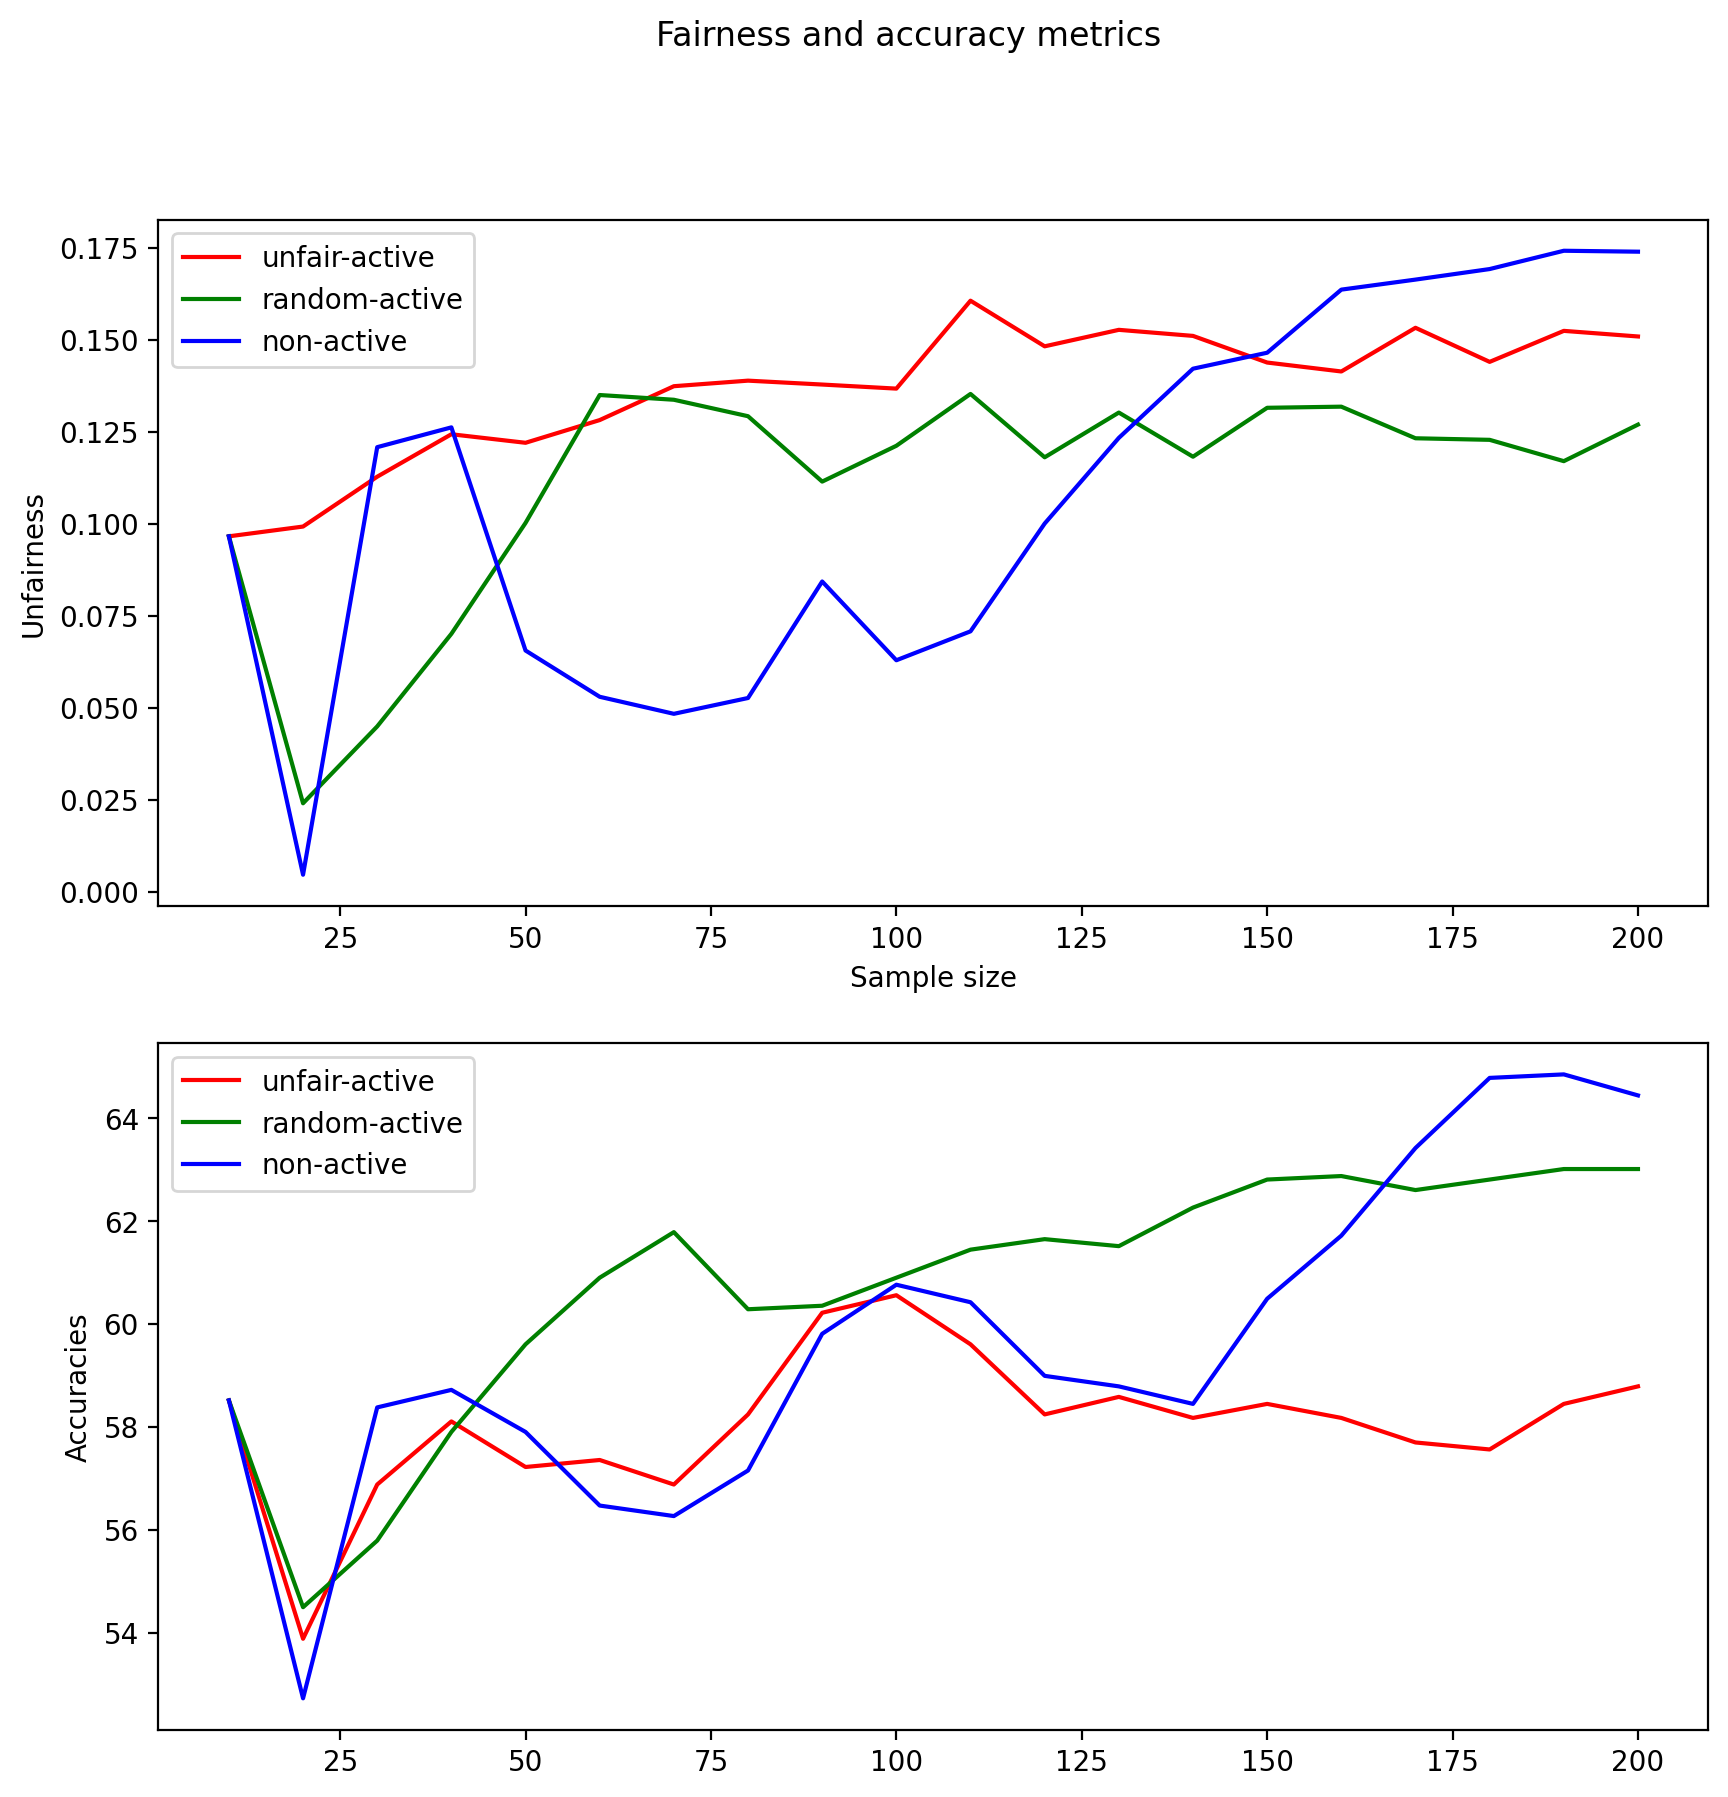 Fairness and accuracy metrics
0.175
0.150
0.125
0.100
0.075
0.050
0.025
0.000
Unfairness
unfair-active
random-active
non-active
25 50 75 100 125 150 175 200
Sample size
64
62
60
58
56
54
Accuracies
unfair-active
random-active
non-active
25 50 75 100 125 150 175 200